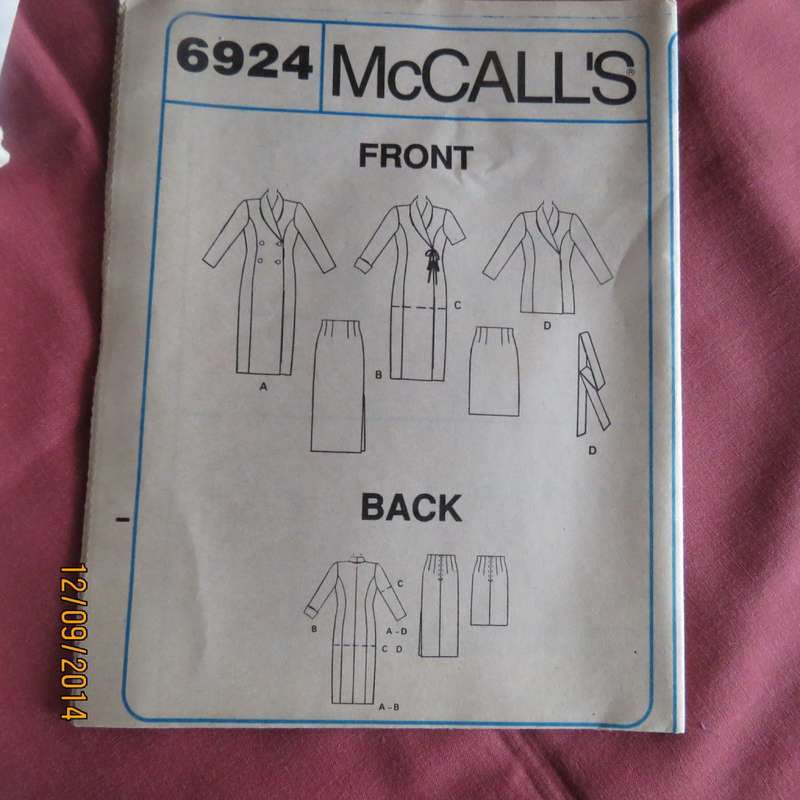 6924 McCALL'S®
FRONT
C
D
A
B
D
BACK
C
B
A - D
C D
A - B
12/09/2014